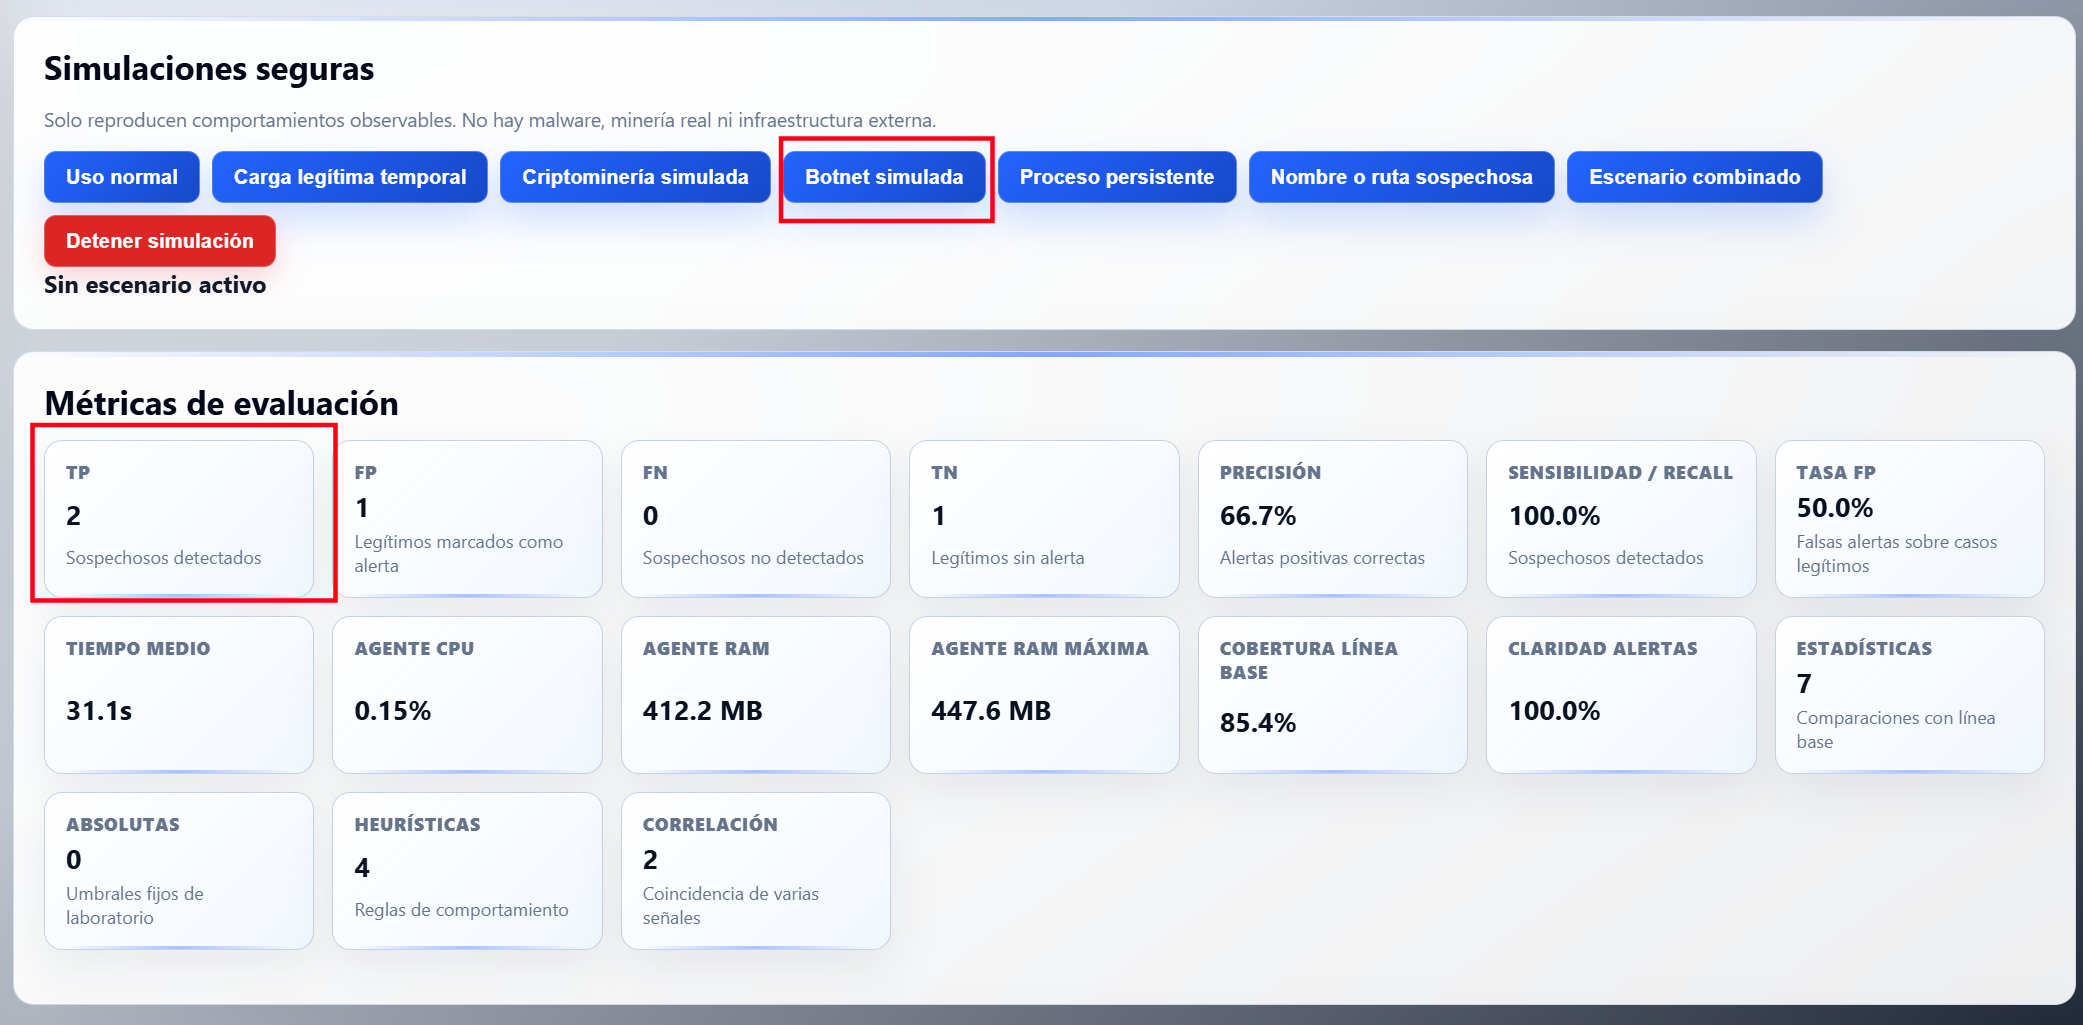 Simulaciones seguras
Solo reproducen comportamientos observables. No hay malware, minería real ni infraestructura externa.
Uso normal
Carga legítima temporal
Criptominería simulada
Botnet simulada
Proceso persistente
Nombre o ruta sospechosa
Escenario combinado
Detener simulación
Sin escenario activo
Métricas de evaluación
TP
2
Sospechosos detectados
FP
1
Legítimos marcados como
alerta
FN
0
Sospechosos no detectados
TN
1
Legítimos sin alerta
PRECISIÓN
66.7%
Alertas positivas correctas
SENSIBILIDAD / RECALL
100.0%
Sospechosos detectados
TASA FP
50.0%
Falsas alertas sobre casos
legítimos
TIEMPO MEDIO
31.1s
AGENTE CPU
0.15%
AGENTE RAM
412.2 MB
AGENTE RAM MÁXIMA
447.6 MB
COBERTURA LÍNEA
BASE
85.4%
CLARIDAD ALERTAS
100.0%
ESTADÍSTICAS
7
Comparaciones con línea
base
ABSOLUTAS
0
Umbrales fijos de
laboratorio
HEURÍSTICAS
4
Reglas de comportamiento
CORRELACIÓN
2
Coincidencia de varias
señales